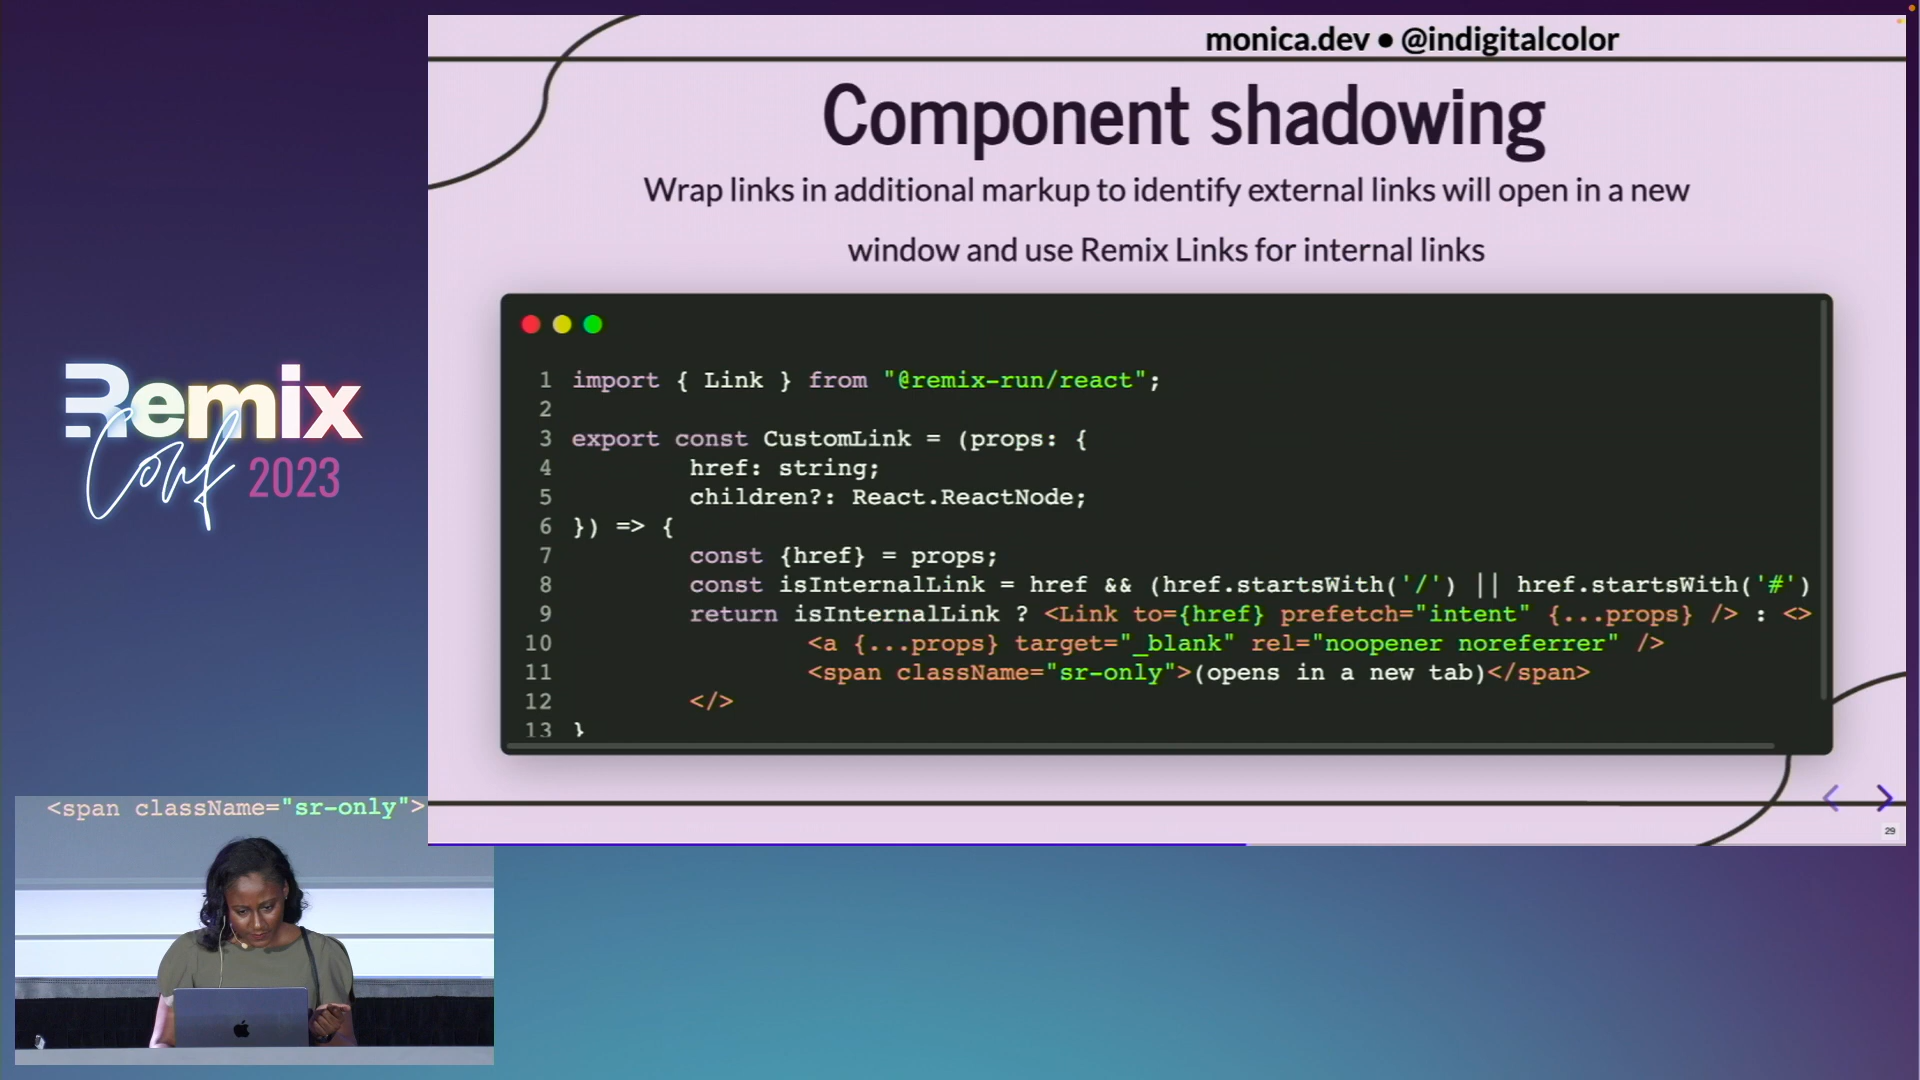 monica.dev ● @indigitalcolor
Component shadowing
Wrap links in additional markup to identify external links will open in a new
window and use Remix Links for internal links
1 import { Link } from "@remix-run/react";
2
3 export const CustomLink = (props: {
4 href: string;
5 children?: React.ReactNode;
6 }) => {
7 const {href} = props;
8 const isInternalLink = href && (href.startsWith('/') || href.startsWith('#')
9 return isInternalLink ? <Link to={href} prefetch="intent" {...props} /> : <>
10 <a {...props} target="_blank" rel="noopener noreferrer" />
11 <span className="sr-only">(opens in a new tab)</span>
12 </>
13 }
29
Remix
Conf 2023
<span className="sr-only">